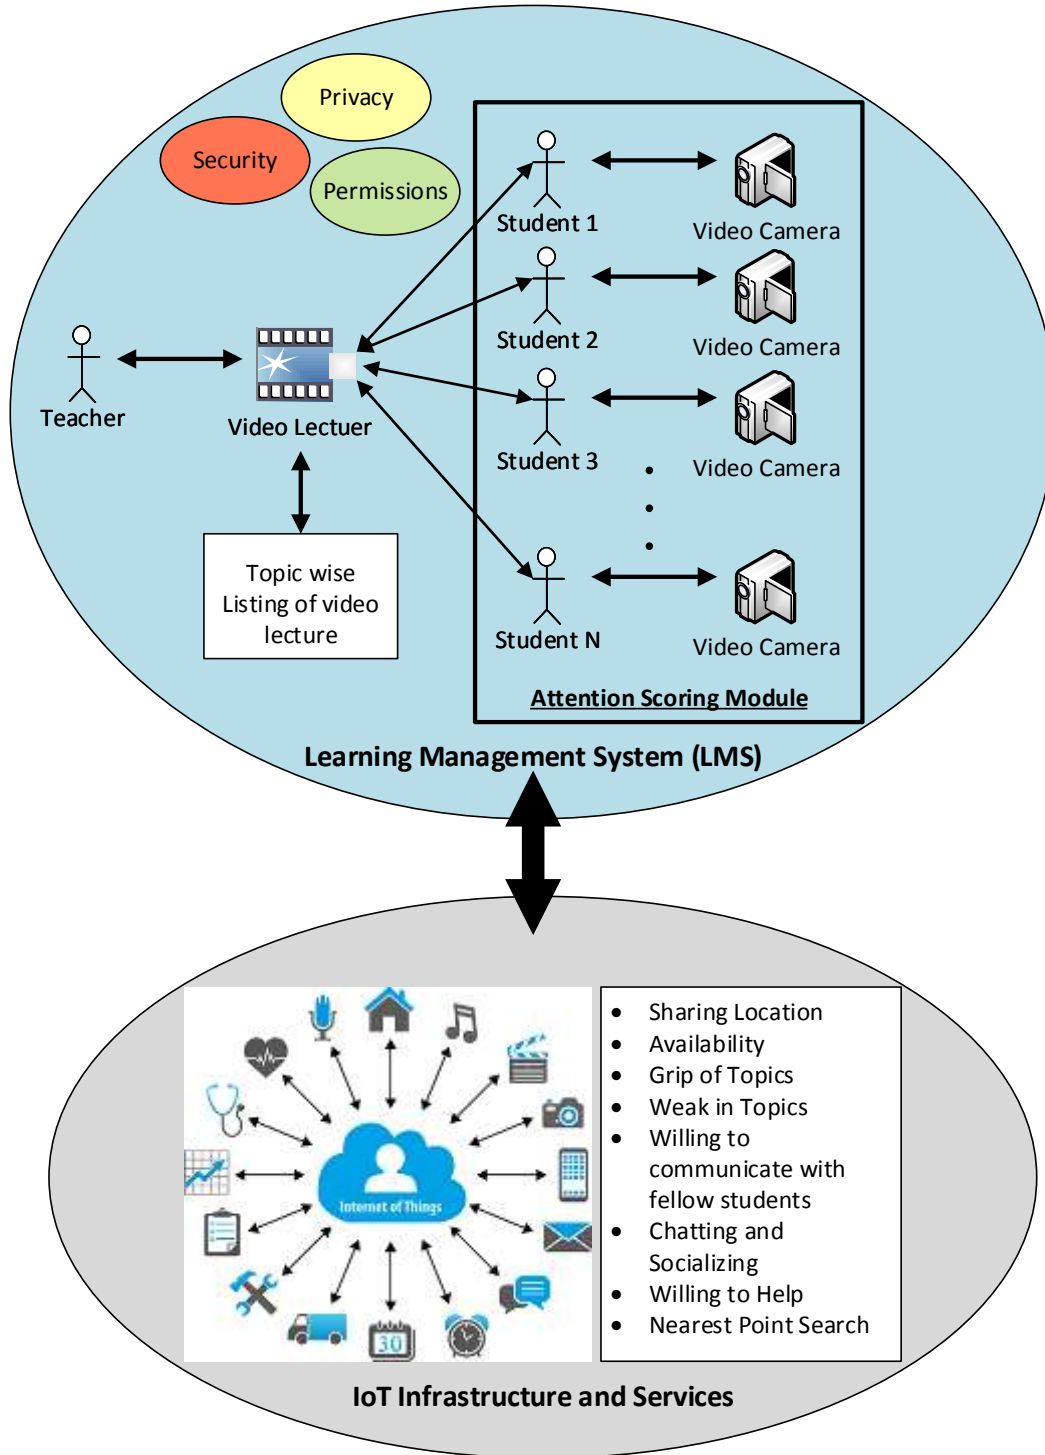 Privacy
Security
Permissions
Student 1
Video Camera
Student 2
Video Camera
Teacher
Video Lectuer
Student 3
Video Camera
Topic wise
Listing of video
lecture
Student N
Video Camera
Attention Scoring Module
Learning Management System (LMS)
Internet of Things
30
• Sharing Location
• Availability
• Grip of Topics
• Weak in Topics
• Willing to
communicate with
fellow students
• Chatting and
Socializing
• Willing to Help
• Nearest Point Search
IoT Infrastructure and Services